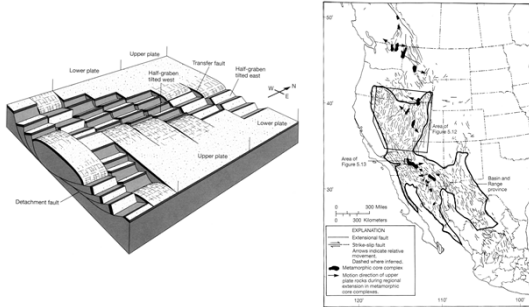 Upper plate
Lower plate
Half-graben
tilted west
Transfer fault
Half-graben
tilted east
W
N
E
Lower plate
Upper plate
Detachment fault
50°
40°
30°
Area of
Figure 5.12
Area of
Figure 5.13
Basin and
Range
province
0 300 Miles
0 300 Kilometers
EXPLANATION
Extensional fault
Strike-slip fault
Arrows indicate relative
movement.
Dashed where inferred.
Metamorphic core complex
Motion direction of upper
plate rocks during regional
extension in metamorphic
core complexes.
120°
110°
100°